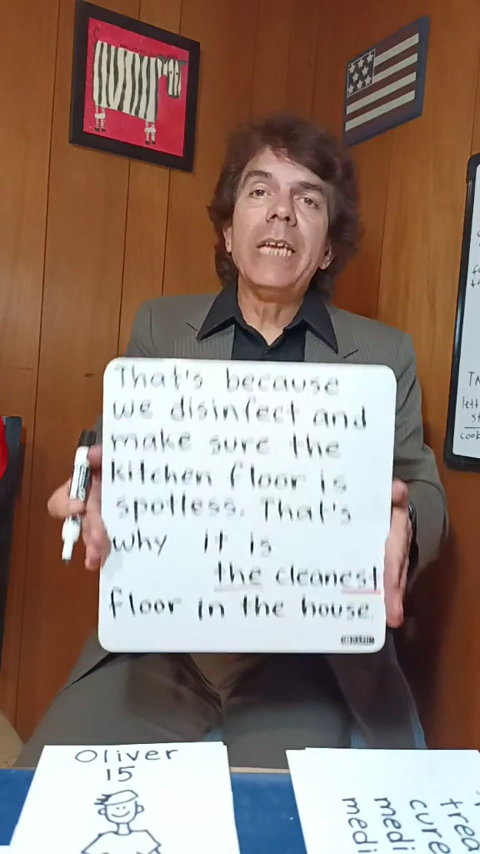 That's because
we disinfect and
make sure the
kitchen floor is
spotless. That's
why it is
the cleanest
floor in the house.
Oliver
15
trea
cure
medi
medi